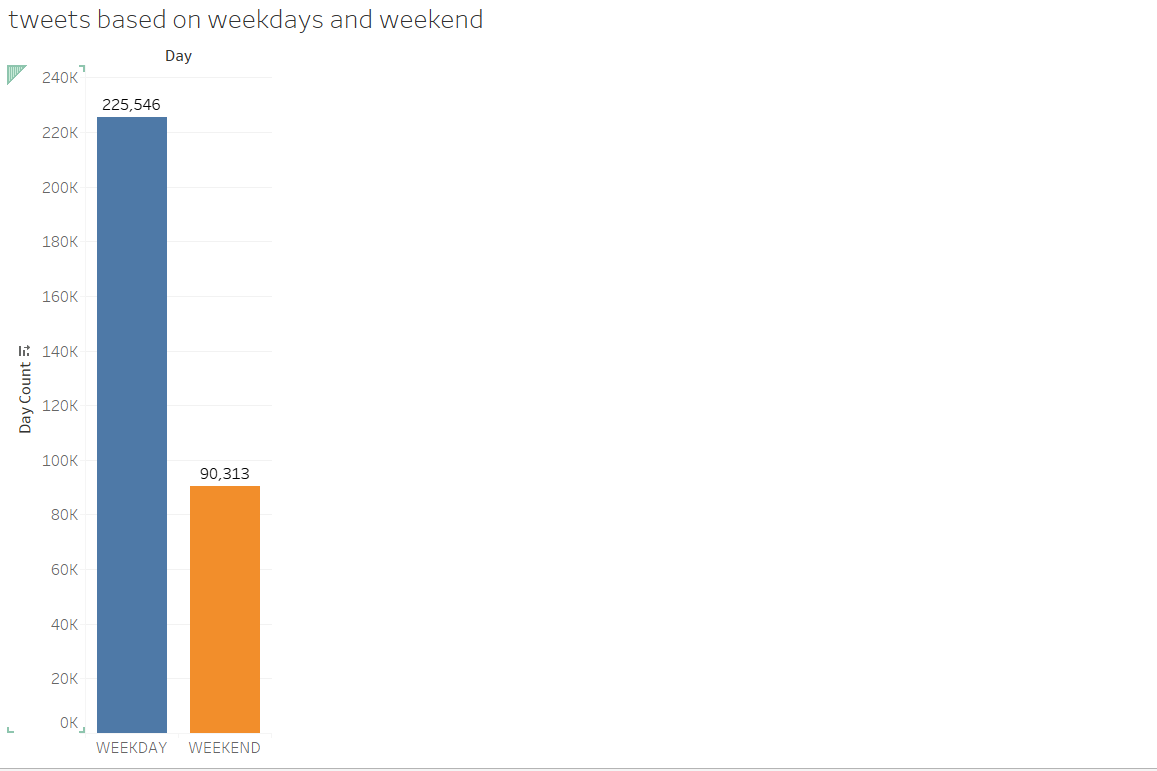 tweets based on weekdays and weekend
Day
240K
225,546
220K
200K
180K
160K
140K
120K
100K
90,313
80K
60K
40K
20K
0K
Day Count
WEEKDAY WEEKEND